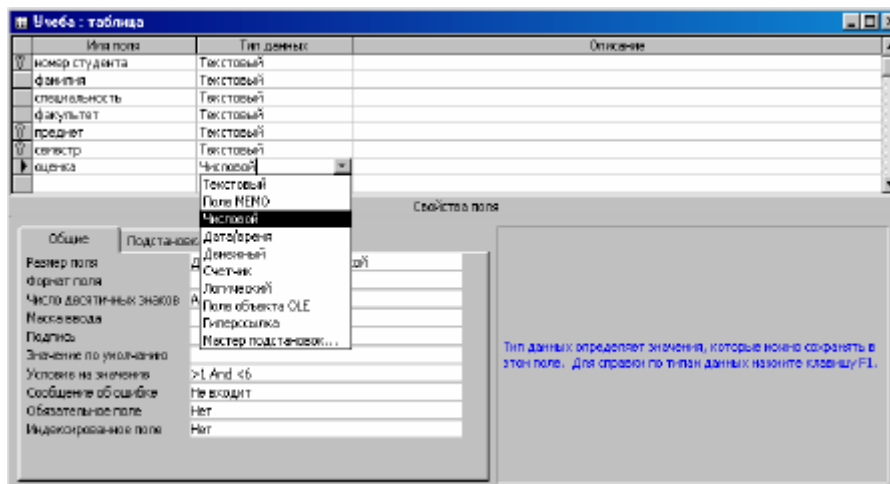 Учеба : таблица
Имя поля Тип данных Описание
номер студента Текстовый
фамилия Текстовый
специальность Текстовый
факультет Текстовый
предмет Текстовый
семестр Текстовый
оценка Числовой
Текстовый
Поле MEMO
Числовой
Дата/время
Денежный
Счетчик
Логический
Поле объекта OLE
Гиперссылка
Мастер подстановок...
Свойства поля
Общие
Размер поля
Формат поля
Число десятичных знаков
Маска ввода
Подпись
Значение по умолчанию
Условие на значение >1 And <6
Сообщение об ошибке Не входит
Обязательное поле Нет
Индексированное поле Нет
Тип данных определяет значения, которые можно сохранять в
этом поле. Для справки по типам данных нажмите клавишу F1.